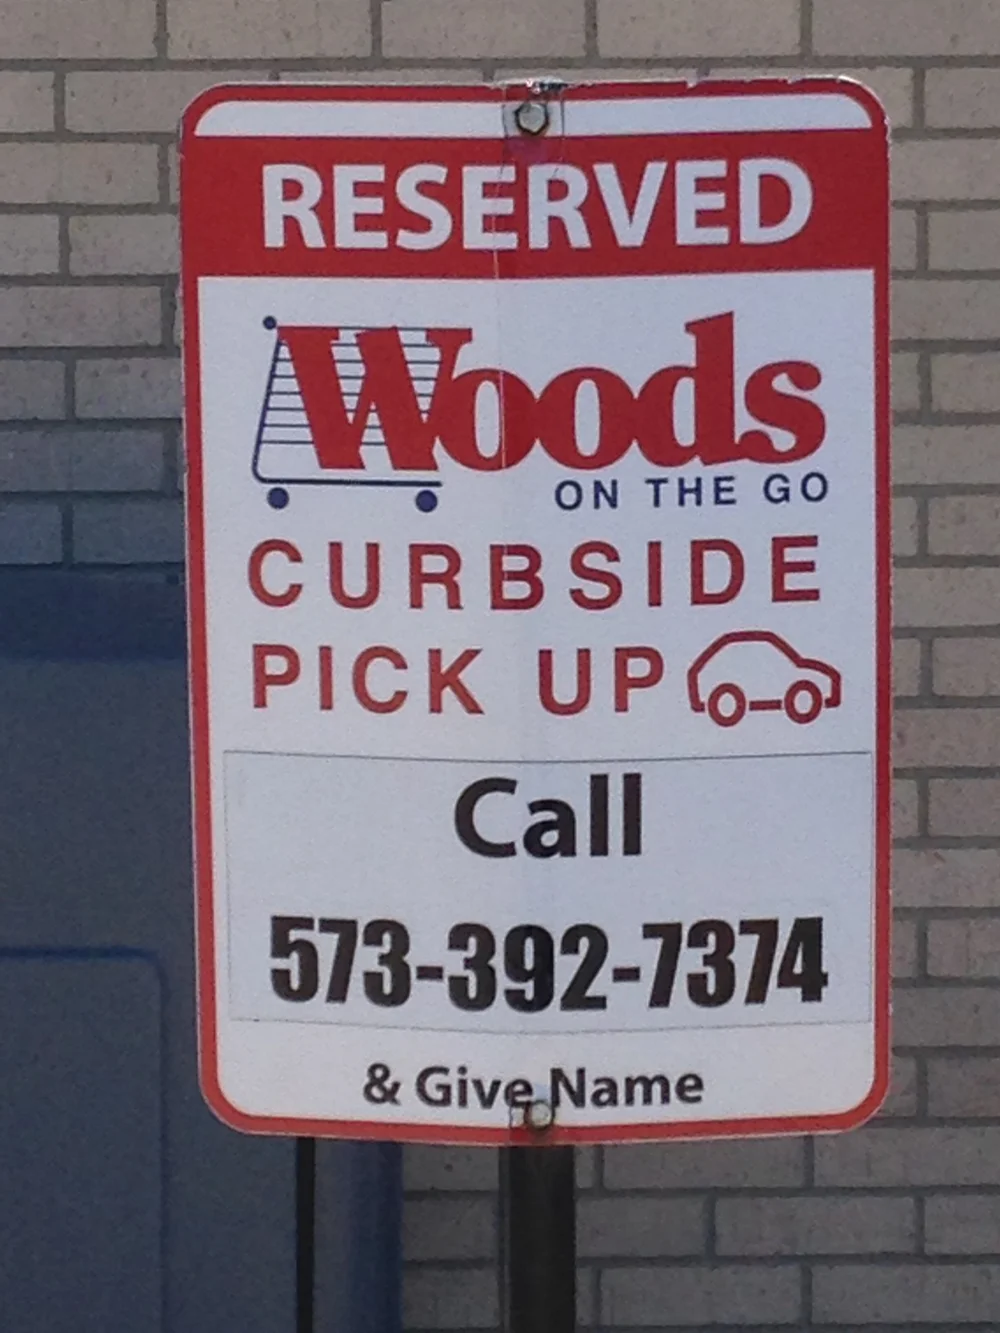 RESERVED
Woods
ON THE GO
CURBSIDE
PICK UP
Call
573-392-7374
& Give Name